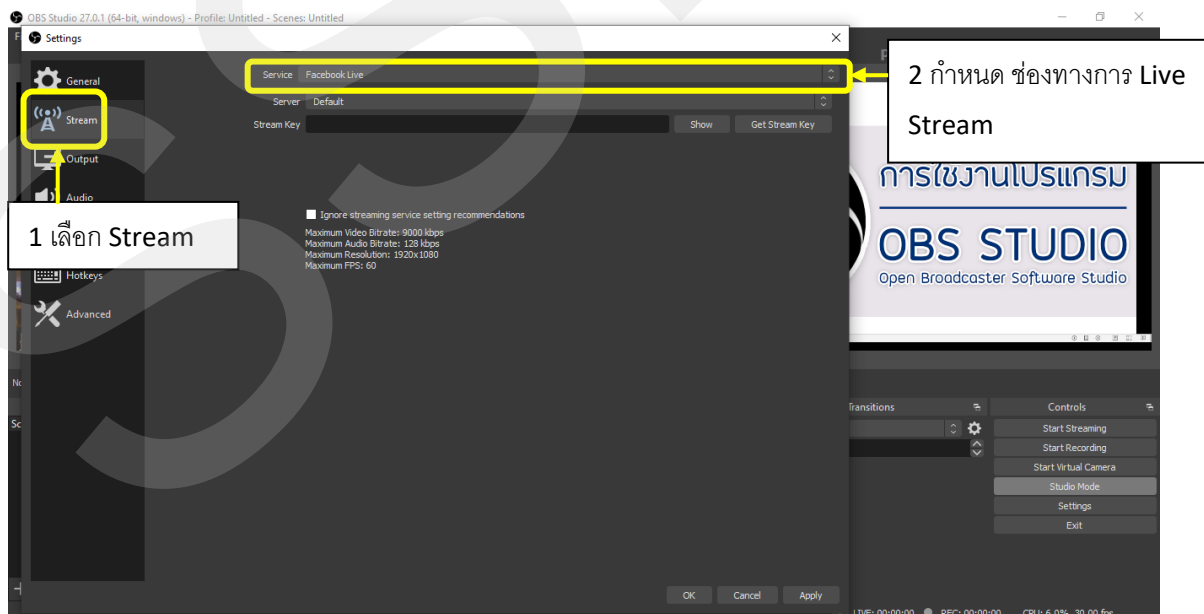 OBS Studio 27.0.1 (64-bit, windows) - Profile: Untitled - Scenes: Untitled
Settings
General
Stream
Output
Audio
Hotkeys
Advanced
1 เลือก Stream
Service Facebook Live
Server Default
Stream Key Show Get Stream Key
Ignore streaming service setting recommendations
Maximum Video Bitrate: 9000 kbps
Maximum Audio Bitrate: 128 kbps
Maximum Resolution: 1920x1080
Maximum FPS: 60
OK Cancel Apply
2 กำหนด ช่องทางการ Live
Stream
การใช้งานโปรแกรม
OBS STUDIO
Open Broadcaster Software Studio
Transitions
Controls
Start Streaming
Start Recording
Start Virtual Camera
Studio Mode
Settings
Exit
LIVE: 00:00:00 REC: 00:00:00 CPU: 6.0%, 30.00 fps